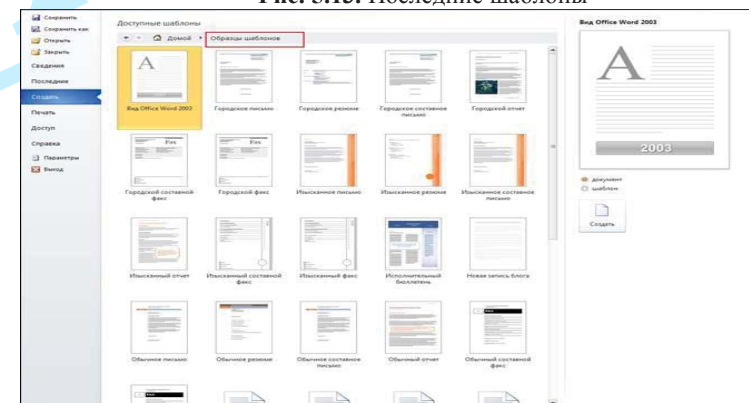 Рис. 3.13. Последние шаблоны
Сохранить
Сохранить как
Открыть
Закрыть
Сведения
Последние
Создать
Печать
Доступ
Справка
Параметры
Выход
Доступные шаблоны
Домой
Образцы шаблонов
Вид Office Word 2003
Городское письмо
Городское резюме
Городское составное письмо
Городской отчет
Городской составной факс
Городской факс
Изысканное письмо
Изысканное резюме
Изысканное составное письмо
Изысканный отчет
Изысканный составной факс
Изысканный факс
Исполнительный бюллетень
Новая запись блога
Обычное письмо
Обычное резюме
Обычное составное письмо
Обычный отчет
Обычный составной факс
Вид Office Word 2003
A
2003
документ
шаблон
Создать